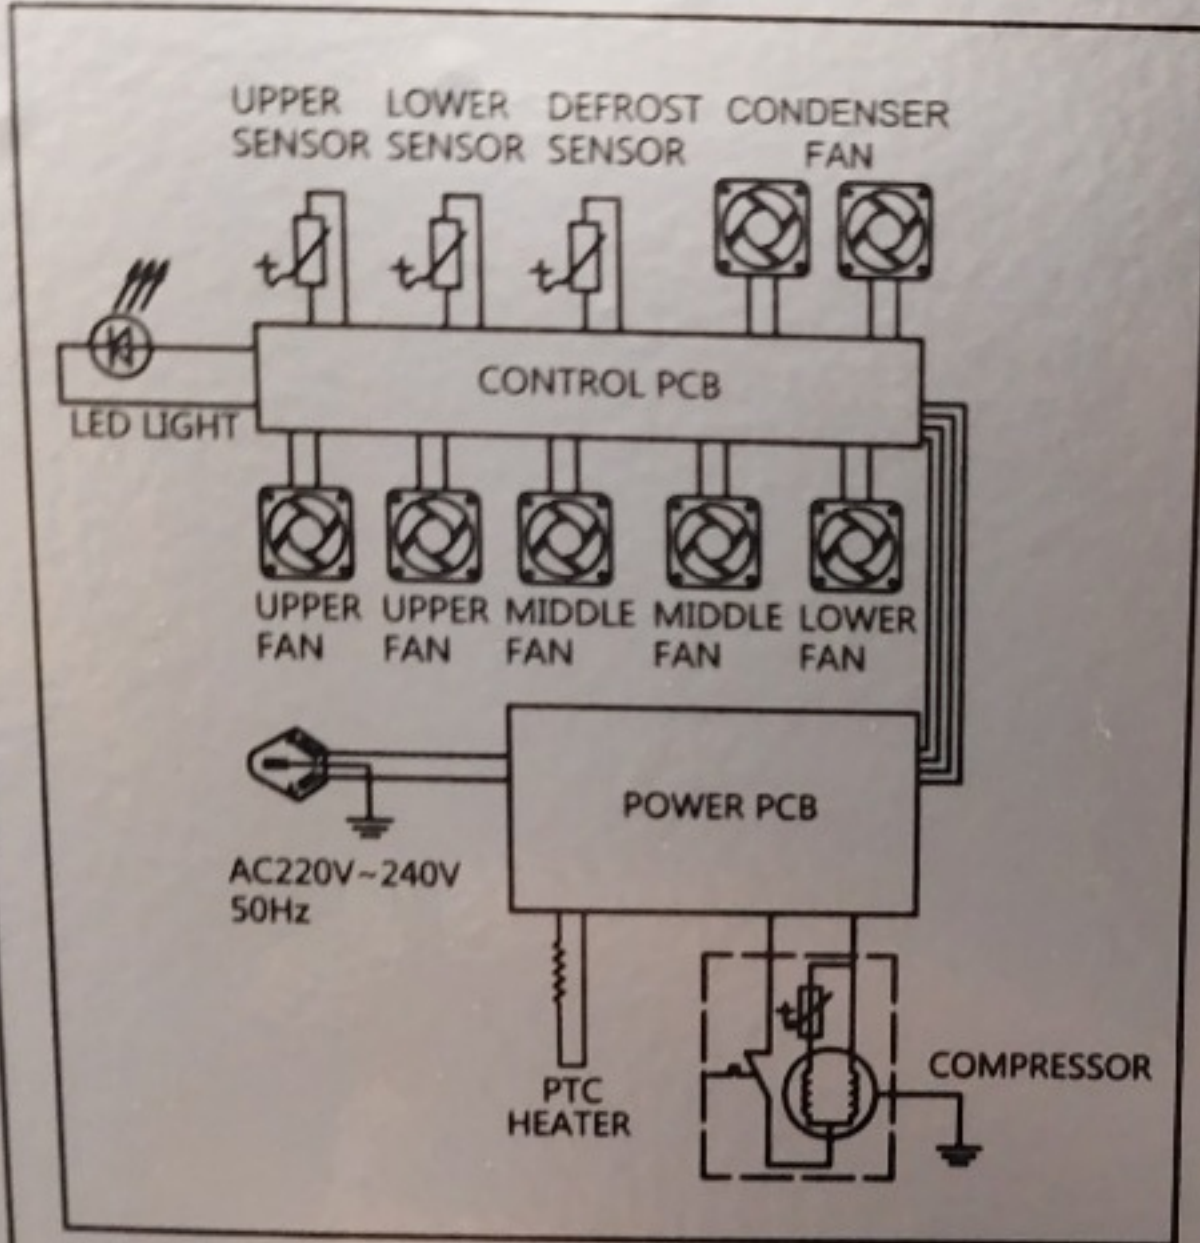 UPPER SENSOR
LOWER SENSOR
DEFROST SENSOR
CONDENSER FAN
t
t
t
CONTROL PCB
LED LIGHT
UPPER FAN
UPPER FAN
MIDDLE FAN
MIDDLE FAN
LOWER FAN
POWER PCB
AC220V~240V
50Hz
t
PTC
HEATER
COMPRESSOR